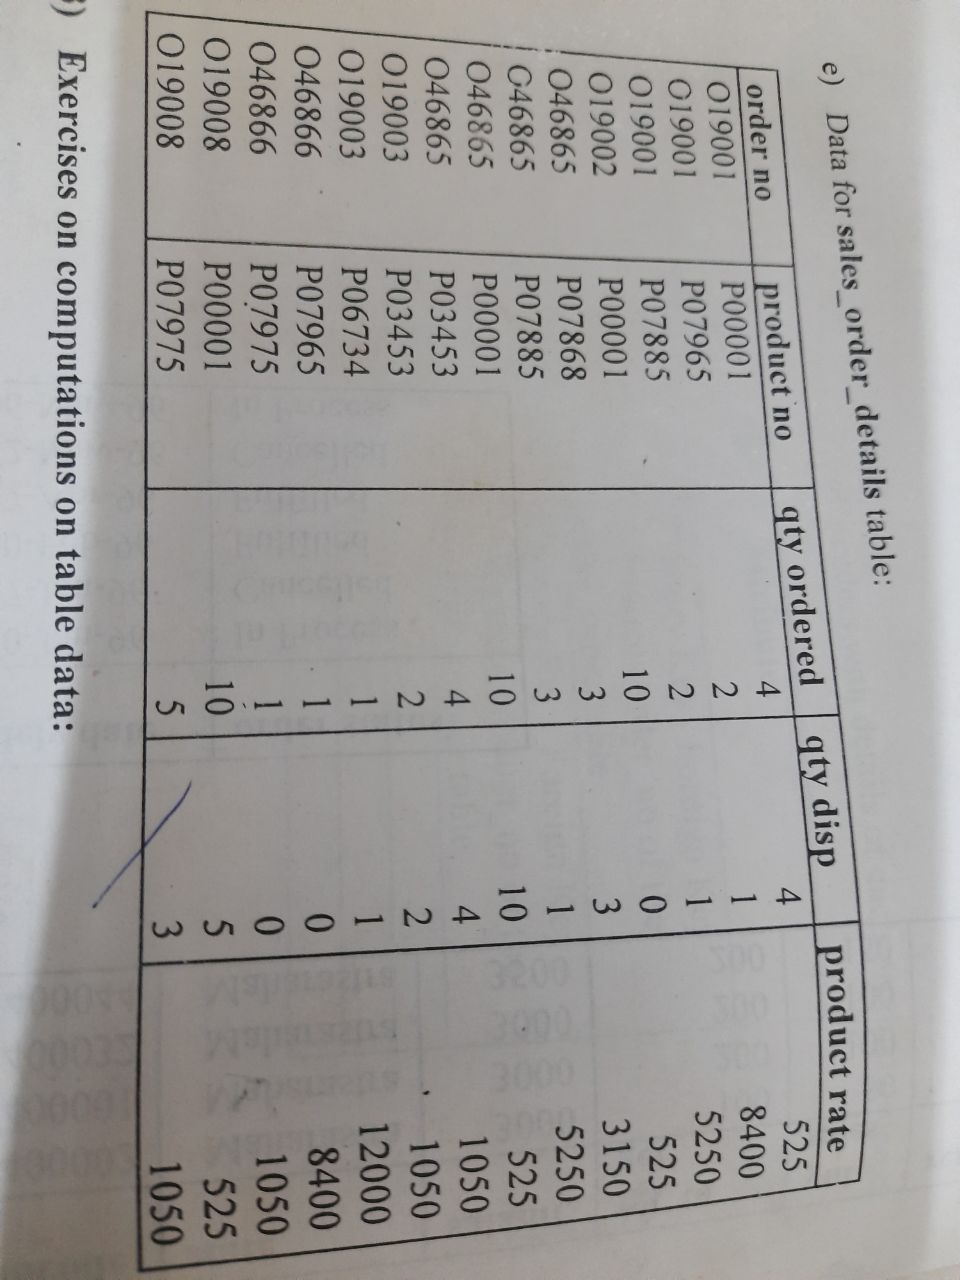 e) Data for sales_order_details table:
order no product no qty ordered qty disp product rate
O19001 P00001 4 4 525
O19001 P07965 2 1 8400
O19001 P07885 2 1 5250
O19002 P00001 10 0 525
O46865 P07868 3 3 3150
O46865 P07885 3 1 5250
O46865 P00001 10 10 525
O46865 P03453 4 4 1050
O19003 P03453 2 2 1050
O19003 P06734 1 1 12000
O46866 P07965 1 0 8400
O46866 P07975 1 0 1050
O19008 P00001 10 5 525
O19008 P07975 5 3 1050
) Exercises on computations on table data: